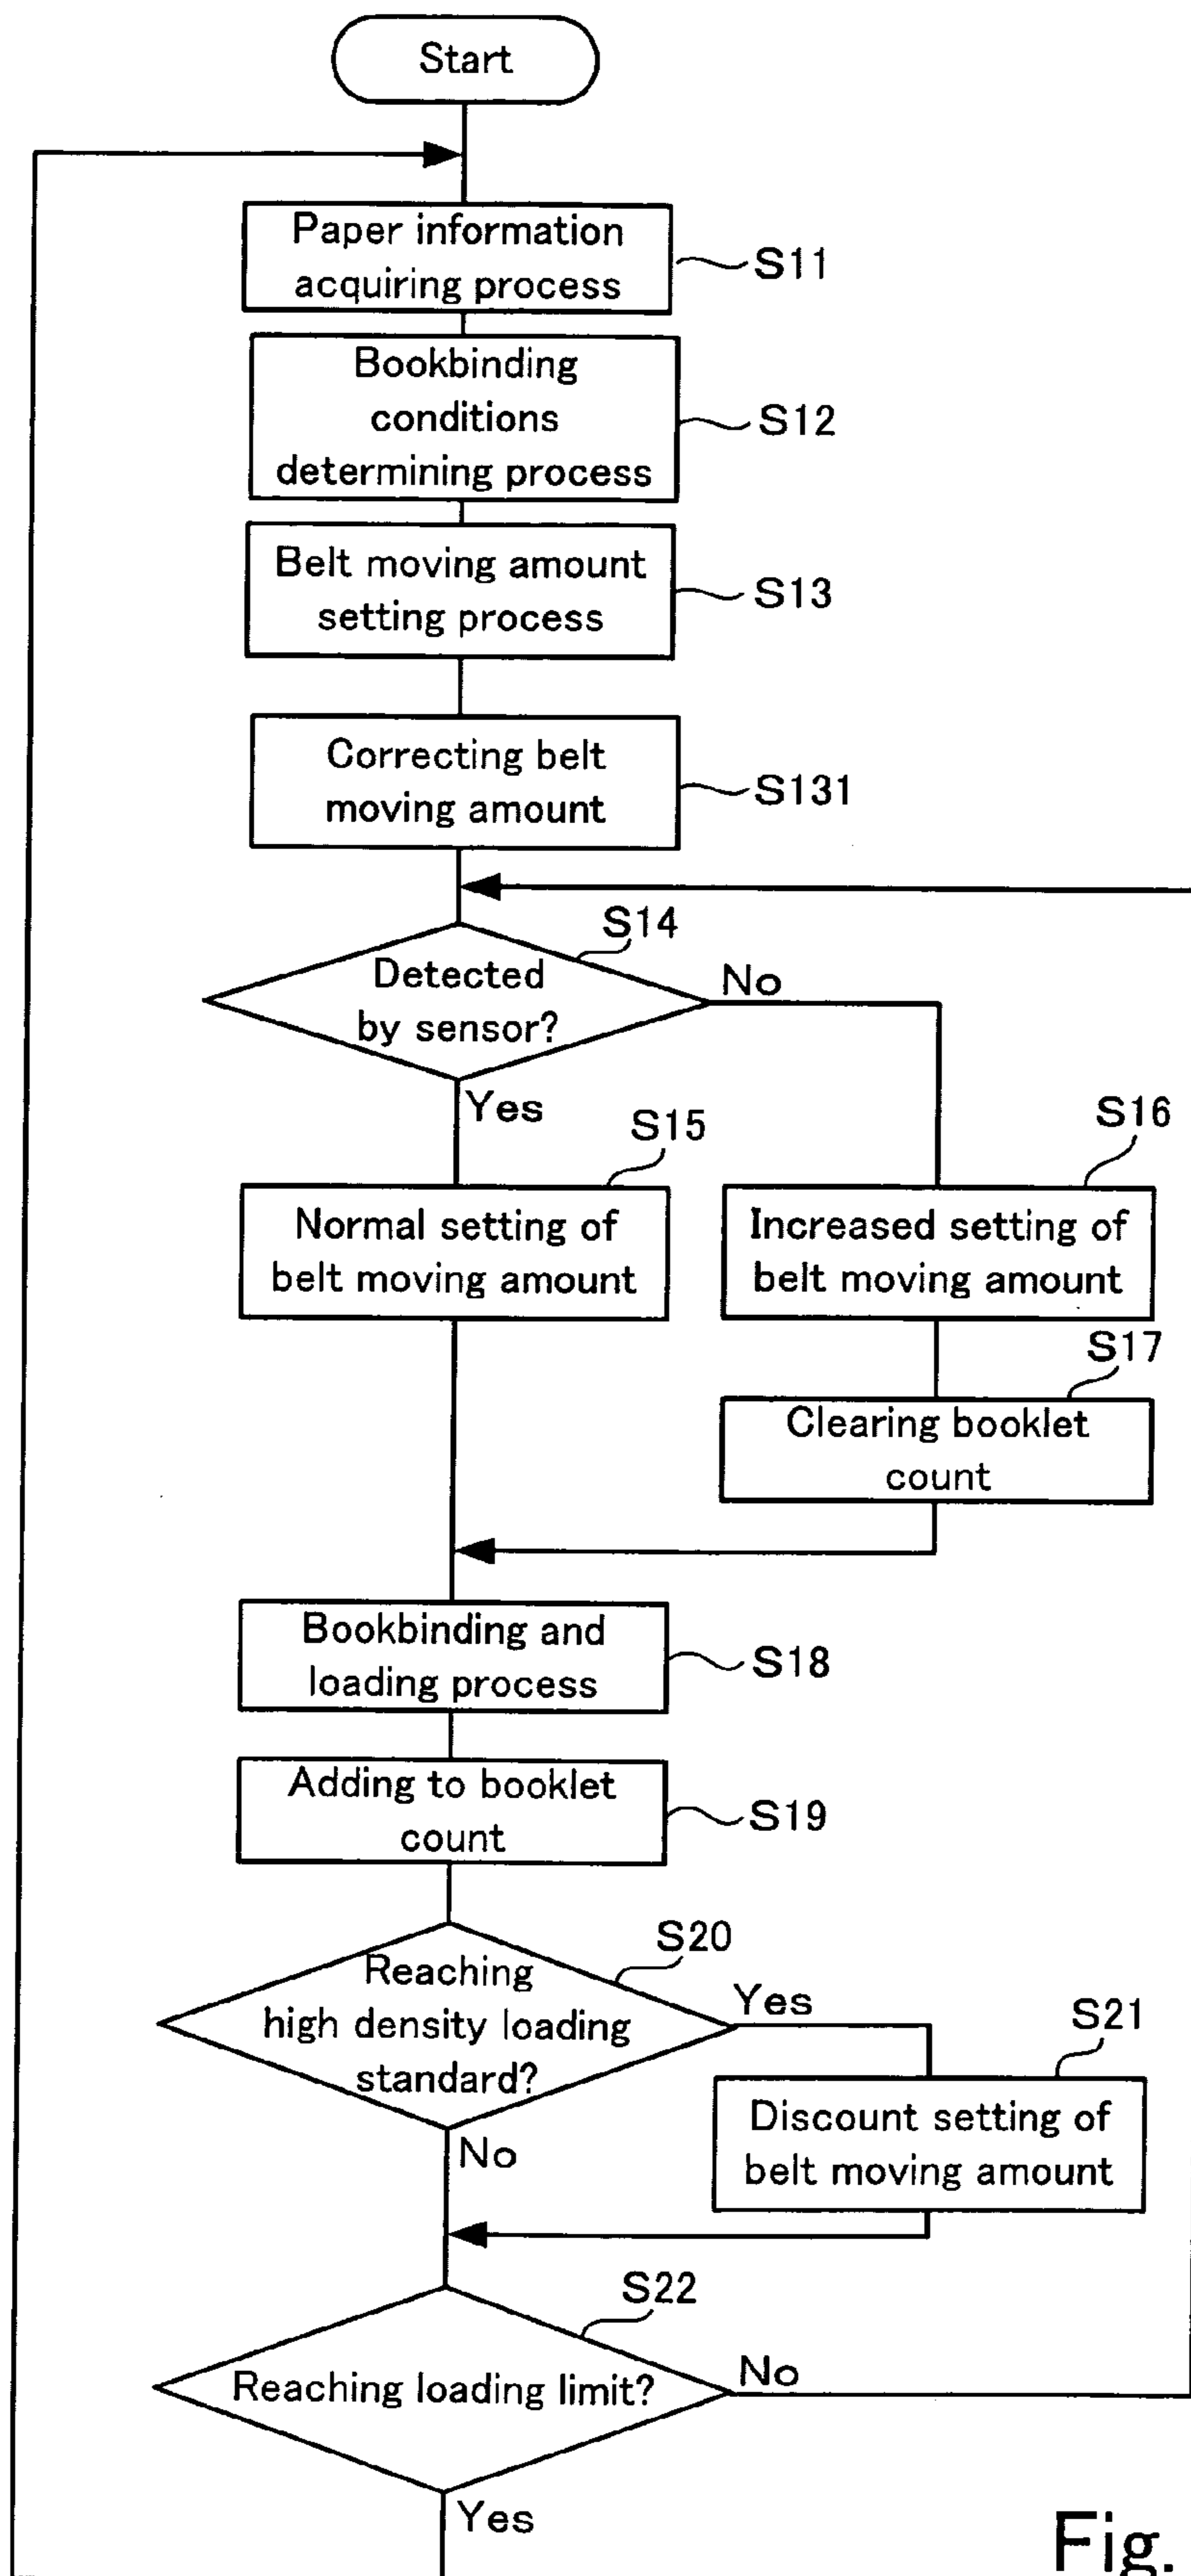 Start
Paper information
acquiring process
S11
Bookbinding
conditions
determining process
S12
Belt moving amount
setting process
S13
Correcting belt
moving amount
S131
S14
Detected
by sensor?
No
Yes
S15
S16
Normal setting of
belt moving amount
Increased setting of
belt moving amount
S17
Clearing booklet
count
Bookbinding and
loading process
S18
Adding to booklet
count
S19
S20
Reaching
high density loading
standard?
Yes
S21
Discount setting of
belt moving amount
No
S22
Reaching loading limit?
No
Yes
Fig.